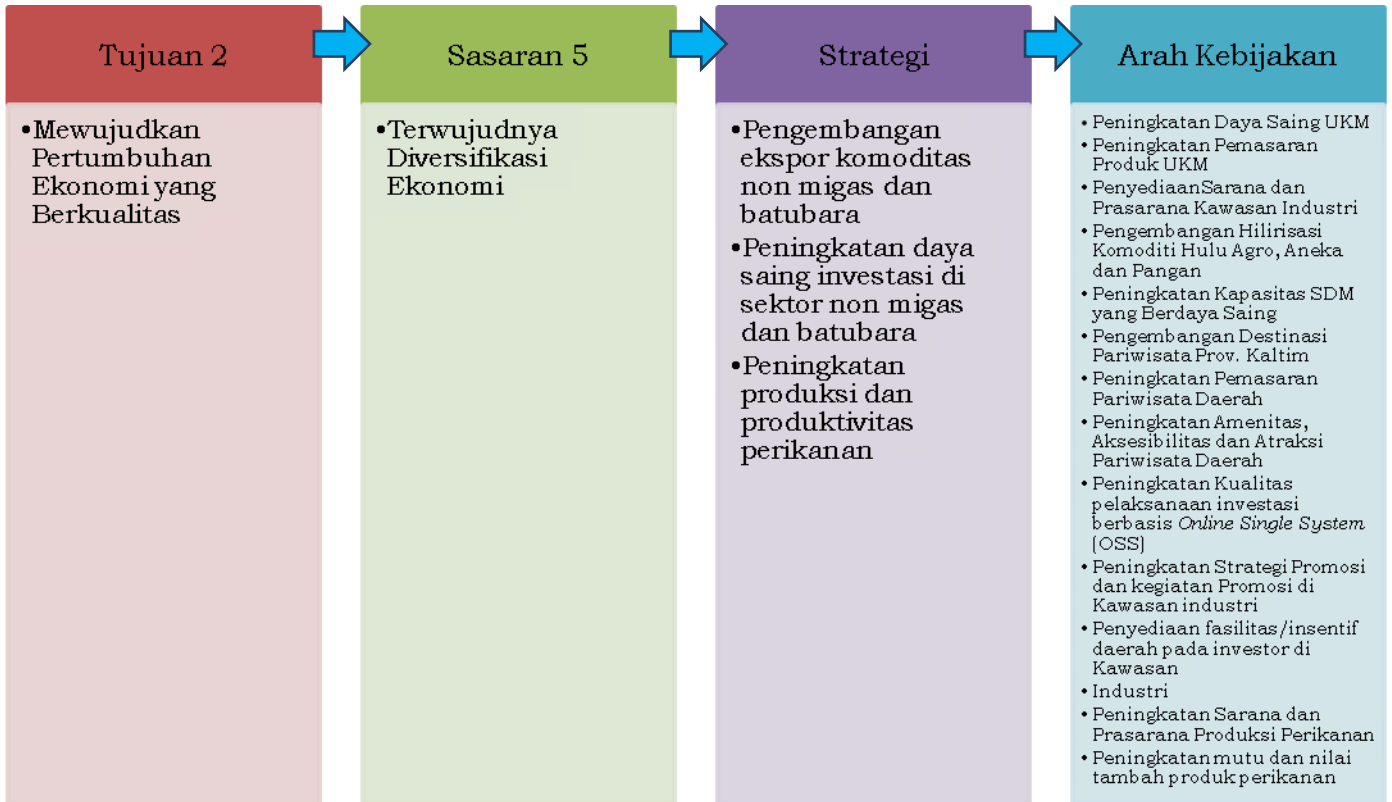 Tujuan 2
•Mewujudkan
Pertumbuhan
Ekonomi yang
Berkualitas
Sasaran 5
•Terwujudnya
Diversifikasi
Ekonomi
Strategi
•Pengembangan
ekspor komoditas
non migas dan
batubara
•Peningkatan daya
saing investasi di
sektor non migas
dan batubara
•Peningkatan
produksi dan
produktivitas
perikanan
Arah Kebijakan
• Peningkatan Daya Saing UKM
• Peningkatan Pemasaran
Produk UKM
• PenyediaanSarana dan
Prasarana Kawasan Industri
• Pengembangan Hilirisasi
Komoditi Hulu Agro, Aneka
dan Pangan
• Peningkatan Kapasitas SDM
yang Berdaya Saing
• Pengembangan Destinasi
Pariwisata Prov. Kaltim
• Peningkatan Pemasaran
Pariwisata Daerah
• Peningkatan Amenitas,
Aksesibilitas dan Atraksi
Pariwisata Daerah
• Peningkatan Kualitas
pelaksanaan investasi
berbasis Online Single System
(OSS)
• Peningkatan Strategi Promosi
dan kegiatan Promosi di
Kawasan industri
• Penyediaan fasilitas/insentif
daerah pada investor di
Kawasan
• Industri
• Peningkatan Sarana dan
Prasarana Produksi Perikanan
• Peningkatan mutu dan nilai
tambah produk perikanan